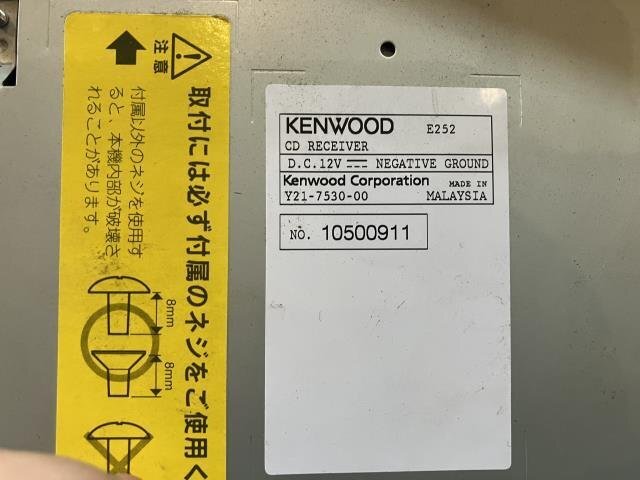 注意
取付には必ず付属のネジをご使用く
付属以外のネジを使用す
ると、本機内部が破壊さ
れることがあります。
8mm
8mm
KENWOOD E252
CD RECEIVER
D.C.12V NEGATIVE GROUND
Kenwood Corporation MADE IN
Y21-7530-00 MALAYSIA
NO. 10500911